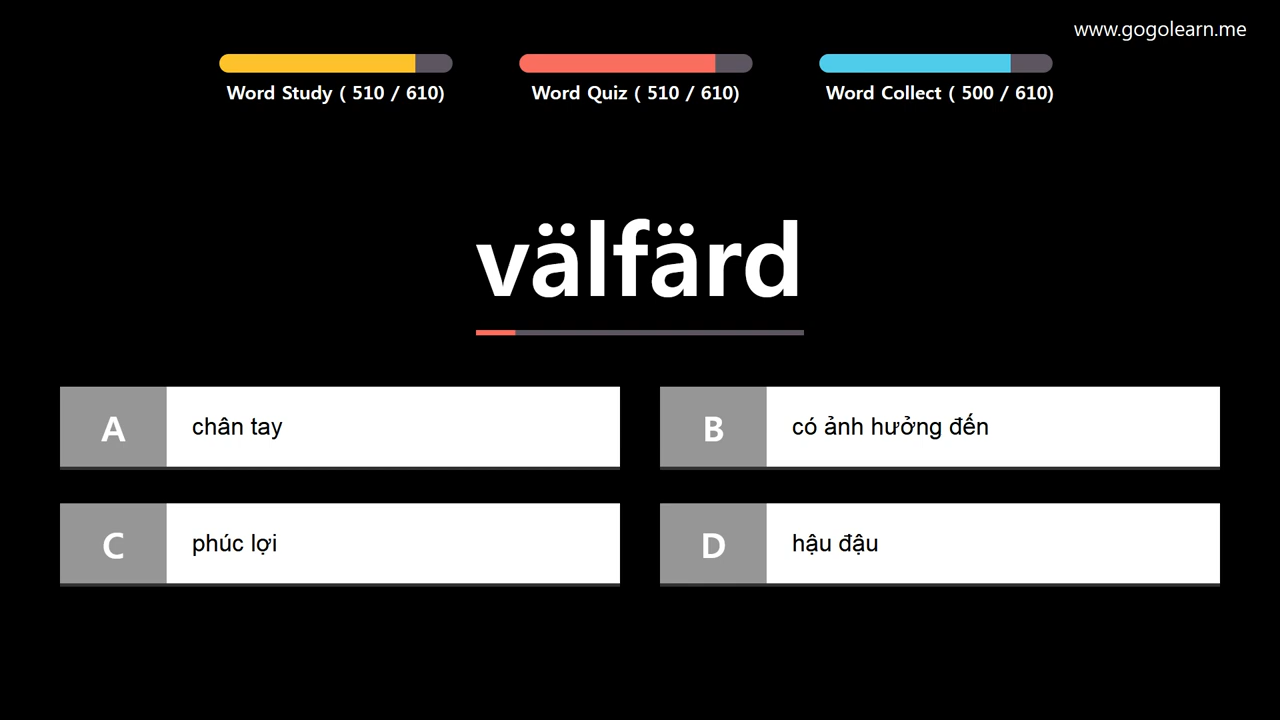 www.gogolearn.me
Word Study ( 510 / 610)
Word Quiz ( 510 / 610)
Word Collect ( 500 / 610)
välfärd
A
chân tay
B
có ảnh hưởng đến
C
phúc lợi
D
hậu đậu